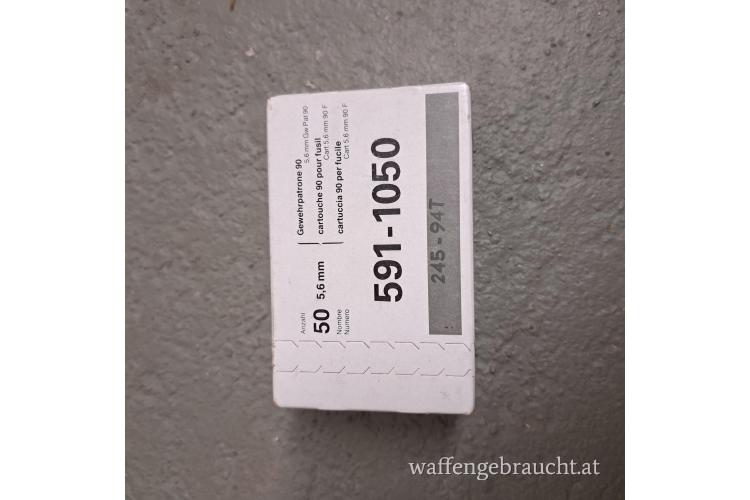 Anzahl
50
Nombre
Numero
5,6 mm
Gewehrpatrone 90
5,6 mm Gw Pat 90
cartouche 90 pour fusil
Cart 5,6 mm 90 F
cartuccia 90 per fucile
Cart 5,6 mm 90 F
591-1050
245-94T
waffengebraucht.at